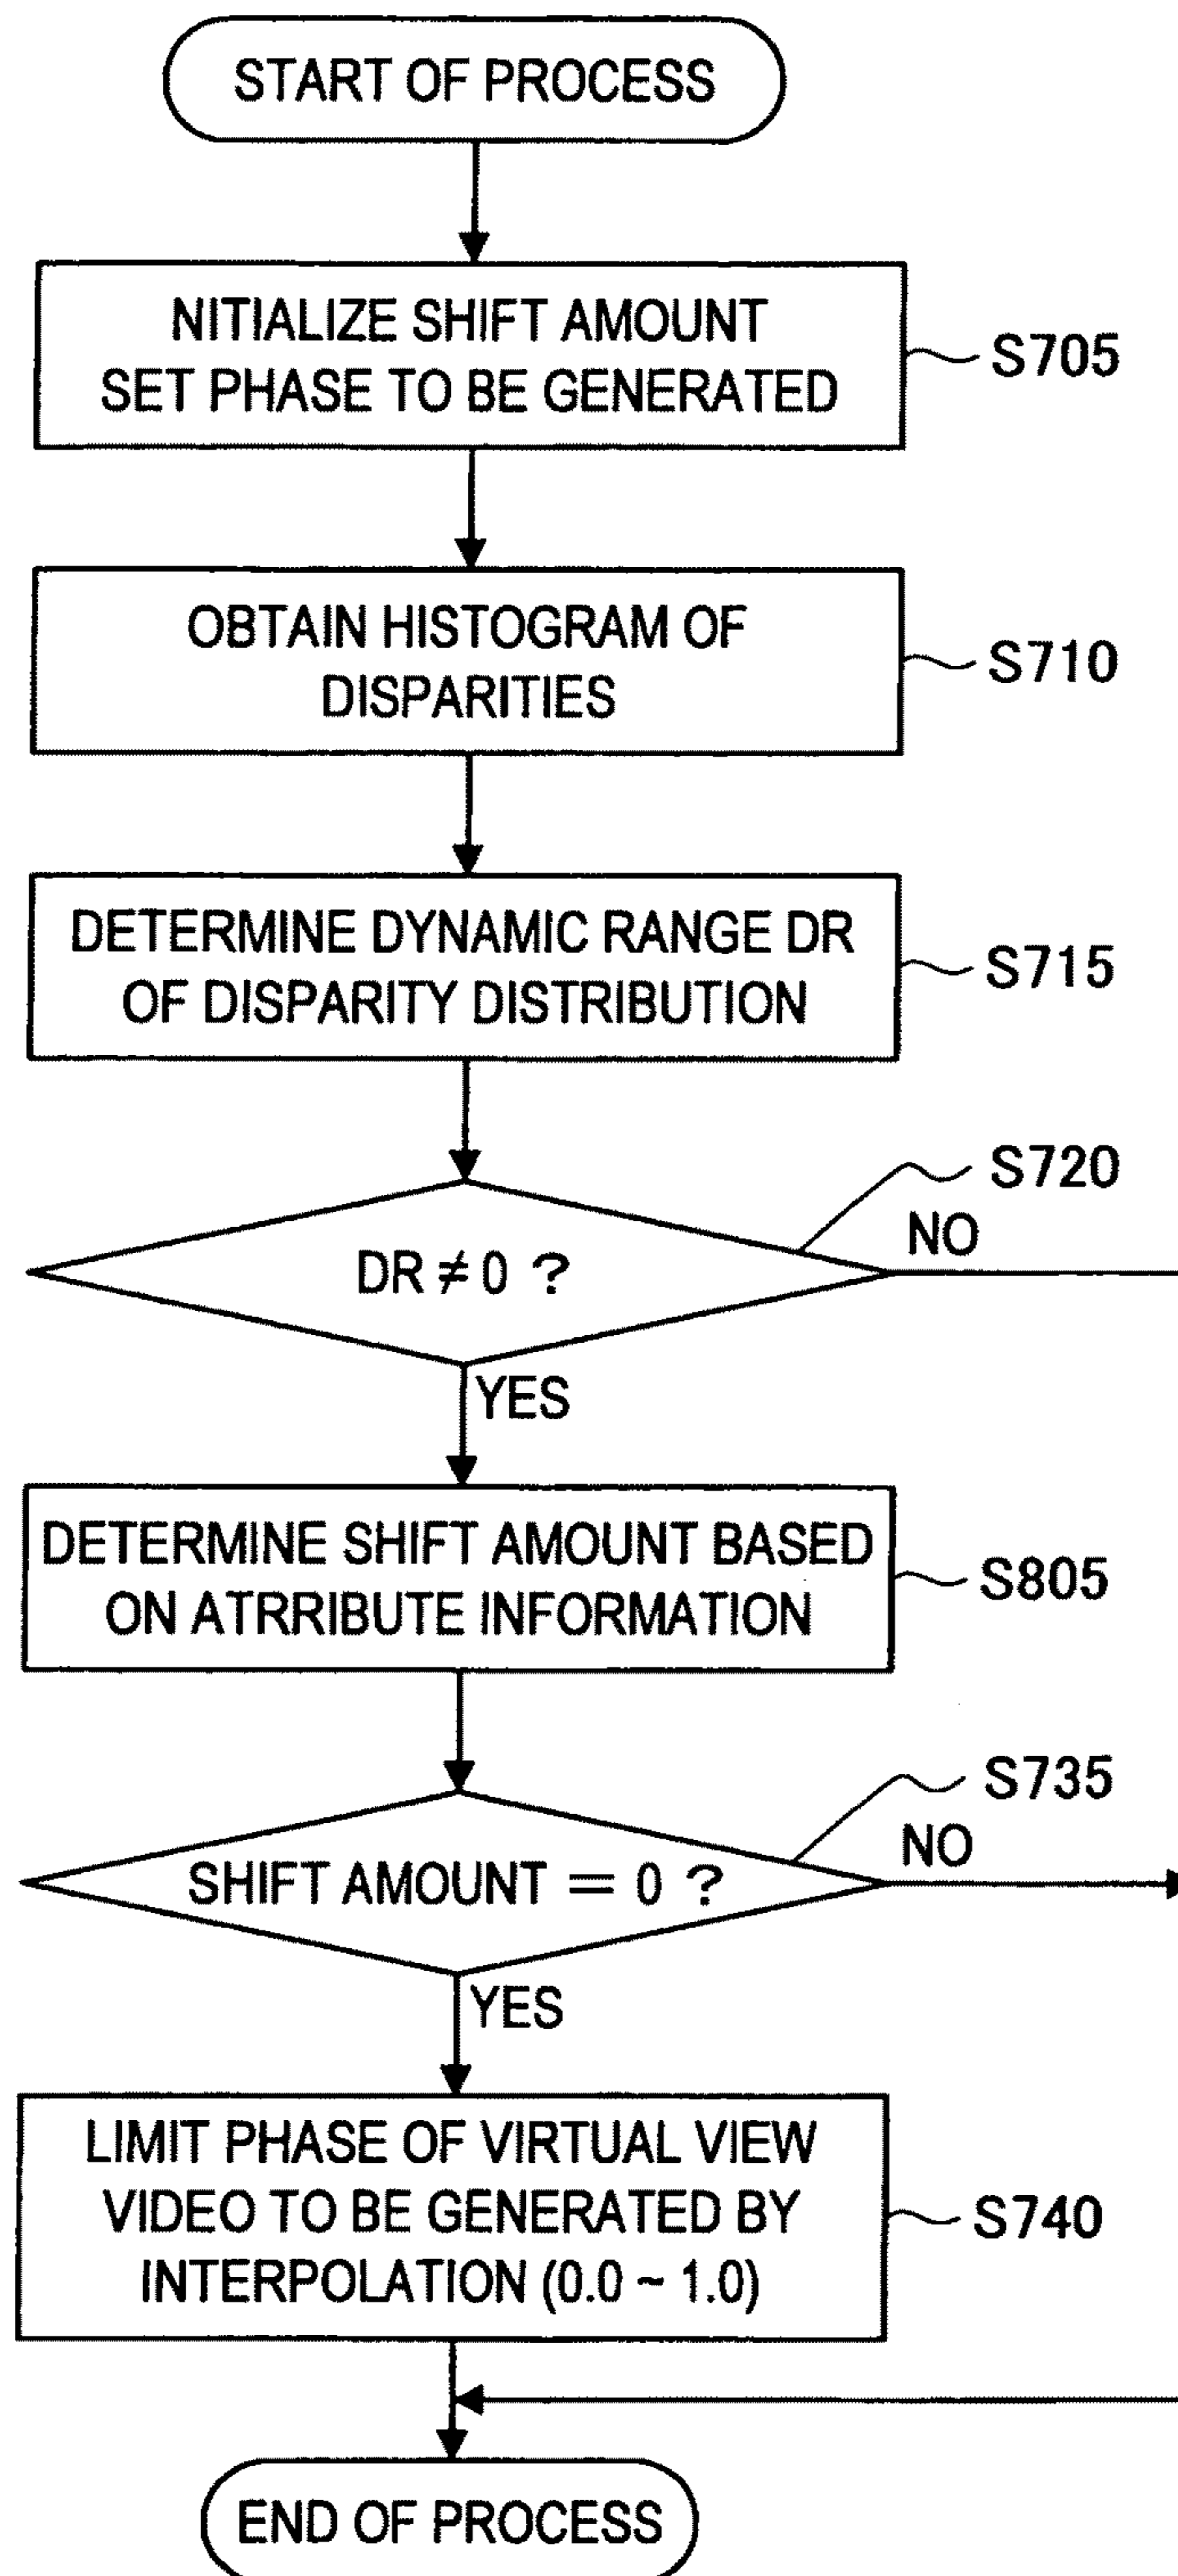 START OF PROCESS
NITIALIZE SHIFT AMOUNT
SET PHASE TO BE GENERATED
S705
OBTAIN HISTOGRAM OF
DISPARITIES
S710
DETERMINE DYNAMIC RANGE DR
OF DISPARITY DISTRIBUTION
S715
S720
DR ≠ 0 ?
NO
YES
DETERMINE SHIFT AMOUNT BASED
ON ATRRIBUTE INFORMATION
S805
S735
SHIFT AMOUNT = 0 ?
NO
YES
LIMIT PHASE OF VIRTUAL VIEW
VIDEO TO BE GENERATED BY
INTERPOLATION (0.0 ~ 1.0)
S740
END OF PROCESS